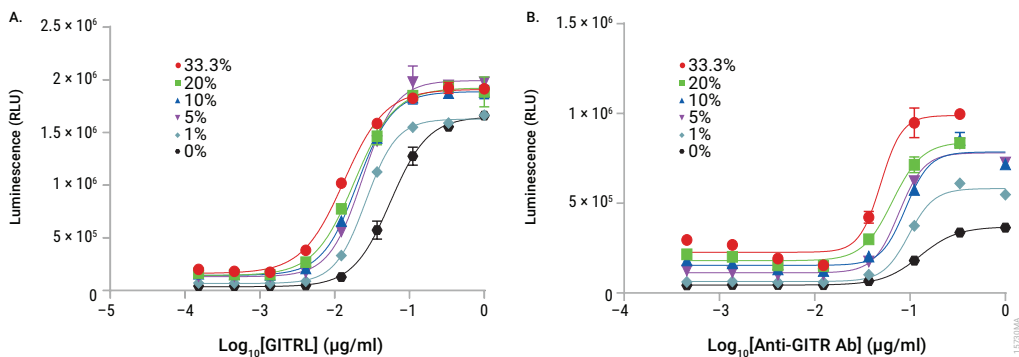 A.
2.5 × 10⁶
2 × 10⁶
1.5 × 10⁶
1 × 10⁶
5 × 10⁵
0
Luminescence (RLU)
33.3%
20%
10%
5%
1%
0%
−5
−4
−3
−2
−1
0
Log₁₀[GITRL] (µg/ml)
B.
1.5 × 10⁶
1 × 10⁶
5 × 10⁵
0
Luminescence (RLU)
33.3%
20%
10%
5%
1%
0%
−4
−3
−2
−1
0
Log₁₀[Anti-GITR Ab] (µg/ml)
15730MA